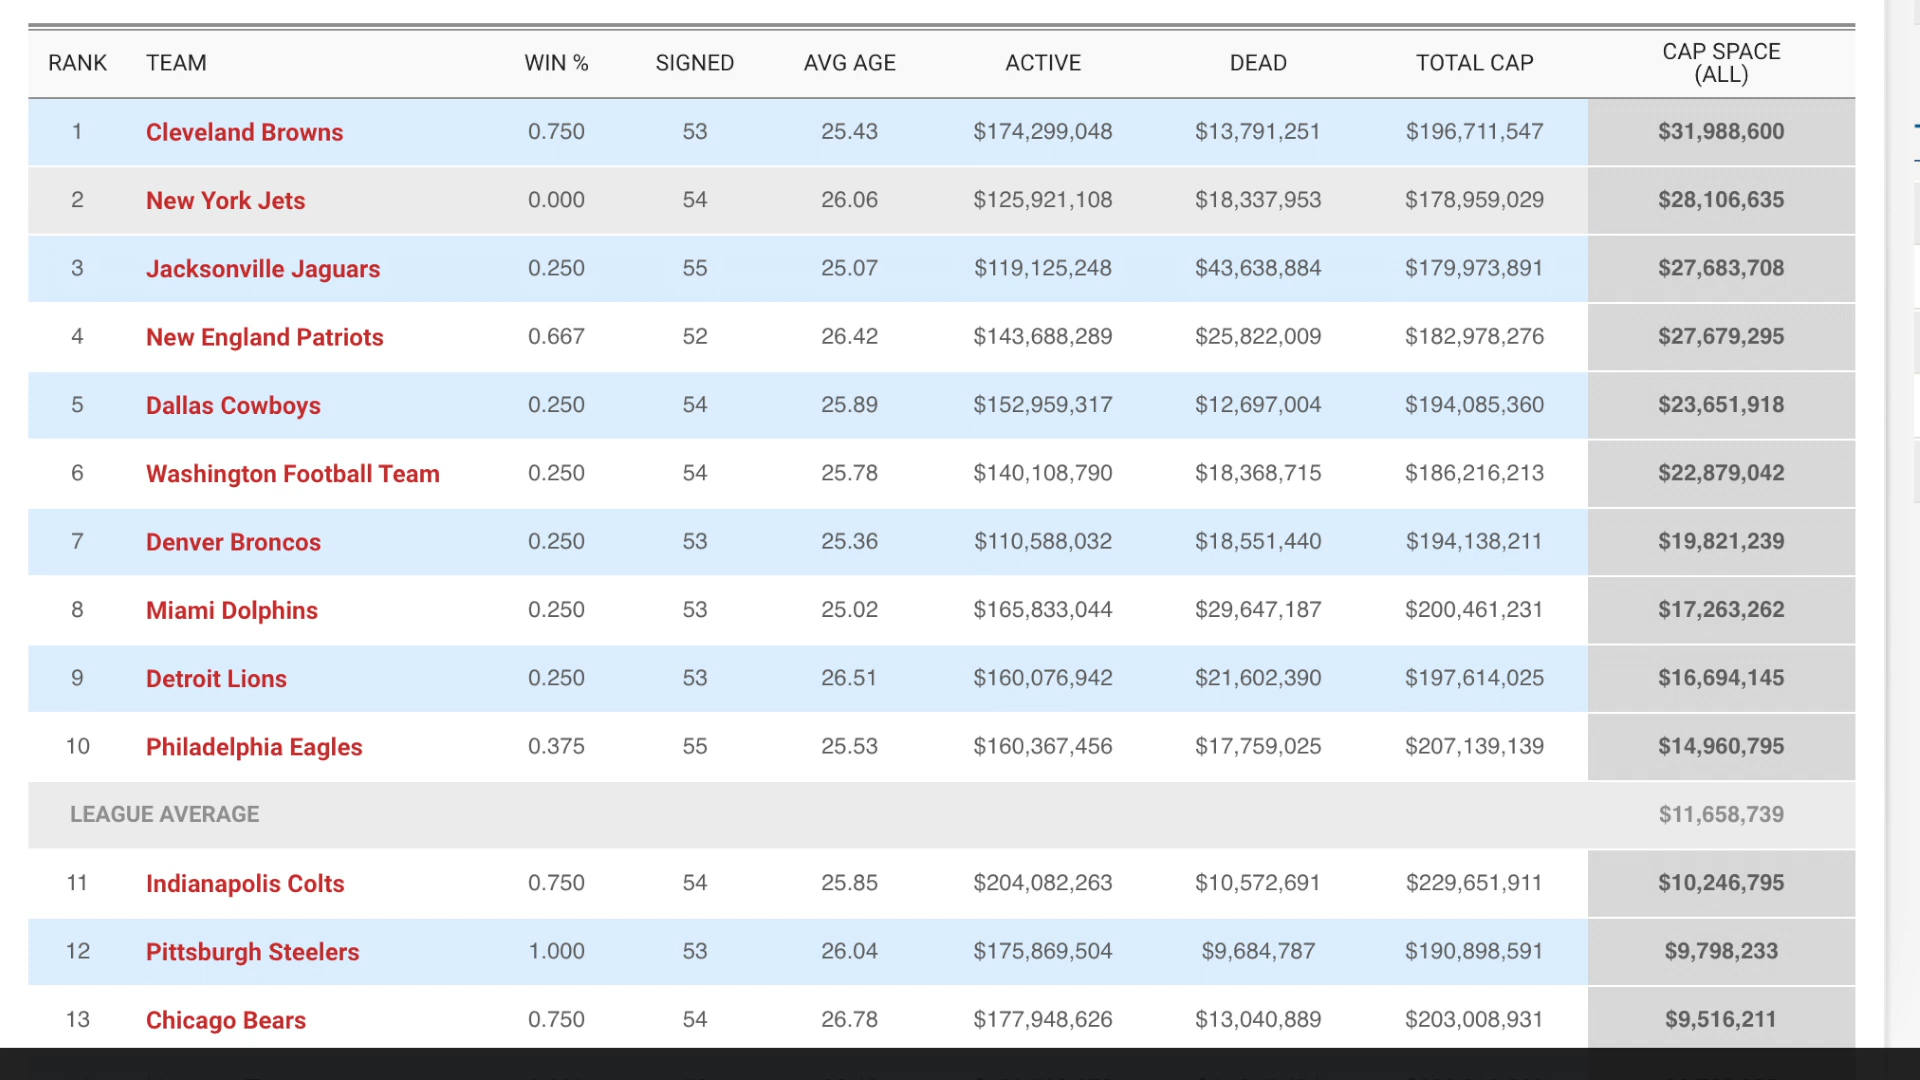 RANK TEAM WIN % SIGNED AVG AGE ACTIVE DEAD TOTAL CAP CAP SPACE (ALL)
1 Cleveland Browns 0.750 53 25.43 $174,299,048 $13,791,251 $196,711,547 $31,988,600
2 New York Jets 0.000 54 26.06 $125,921,108 $18,337,953 $178,959,029 $28,106,635
3 Jacksonville Jaguars 0.250 55 25.07 $119,125,248 $43,638,884 $179,973,891 $27,683,708
4 New England Patriots 0.667 52 26.42 $143,688,289 $25,822,009 $182,978,276 $27,679,295
5 Dallas Cowboys 0.250 54 25.89 $152,959,317 $12,697,004 $194,085,360 $23,651,918
6 Washington Football Team 0.250 54 25.78 $140,108,790 $18,368,715 $186,216,213 $22,879,042
7 Denver Broncos 0.250 53 25.36 $110,588,032 $18,551,440 $194,138,211 $19,821,239
8 Miami Dolphins 0.250 53 25.02 $165,833,044 $29,647,187 $200,461,231 $17,263,262
9 Detroit Lions 0.250 53 26.51 $160,076,942 $21,602,390 $197,614,025 $16,694,145
10 Philadelphia Eagles 0.375 55 25.53 $160,367,456 $17,759,025 $207,139,139 $14,960,795
LEAGUE AVERAGE $11,658,739
11 Indianapolis Colts 0.750 54 25.85 $204,082,263 $10,572,691 $229,651,911 $10,246,795
12 Pittsburgh Steelers 1.000 53 26.04 $175,869,504 $9,684,787 $190,898,591 $9,798,233
13 Chicago Bears 0.750 54 26.78 $177,948,626 $13,040,889 $203,008,931 $9,516,211